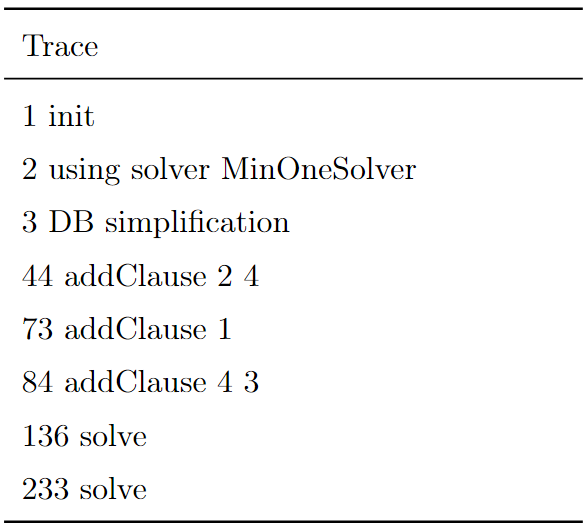 Trace
1 init
2 using solver MinOneSolver
3 DB simplification
44 addClause 2 4
73 addClause 1
84 addClause 4 3
136 solve
233 solve